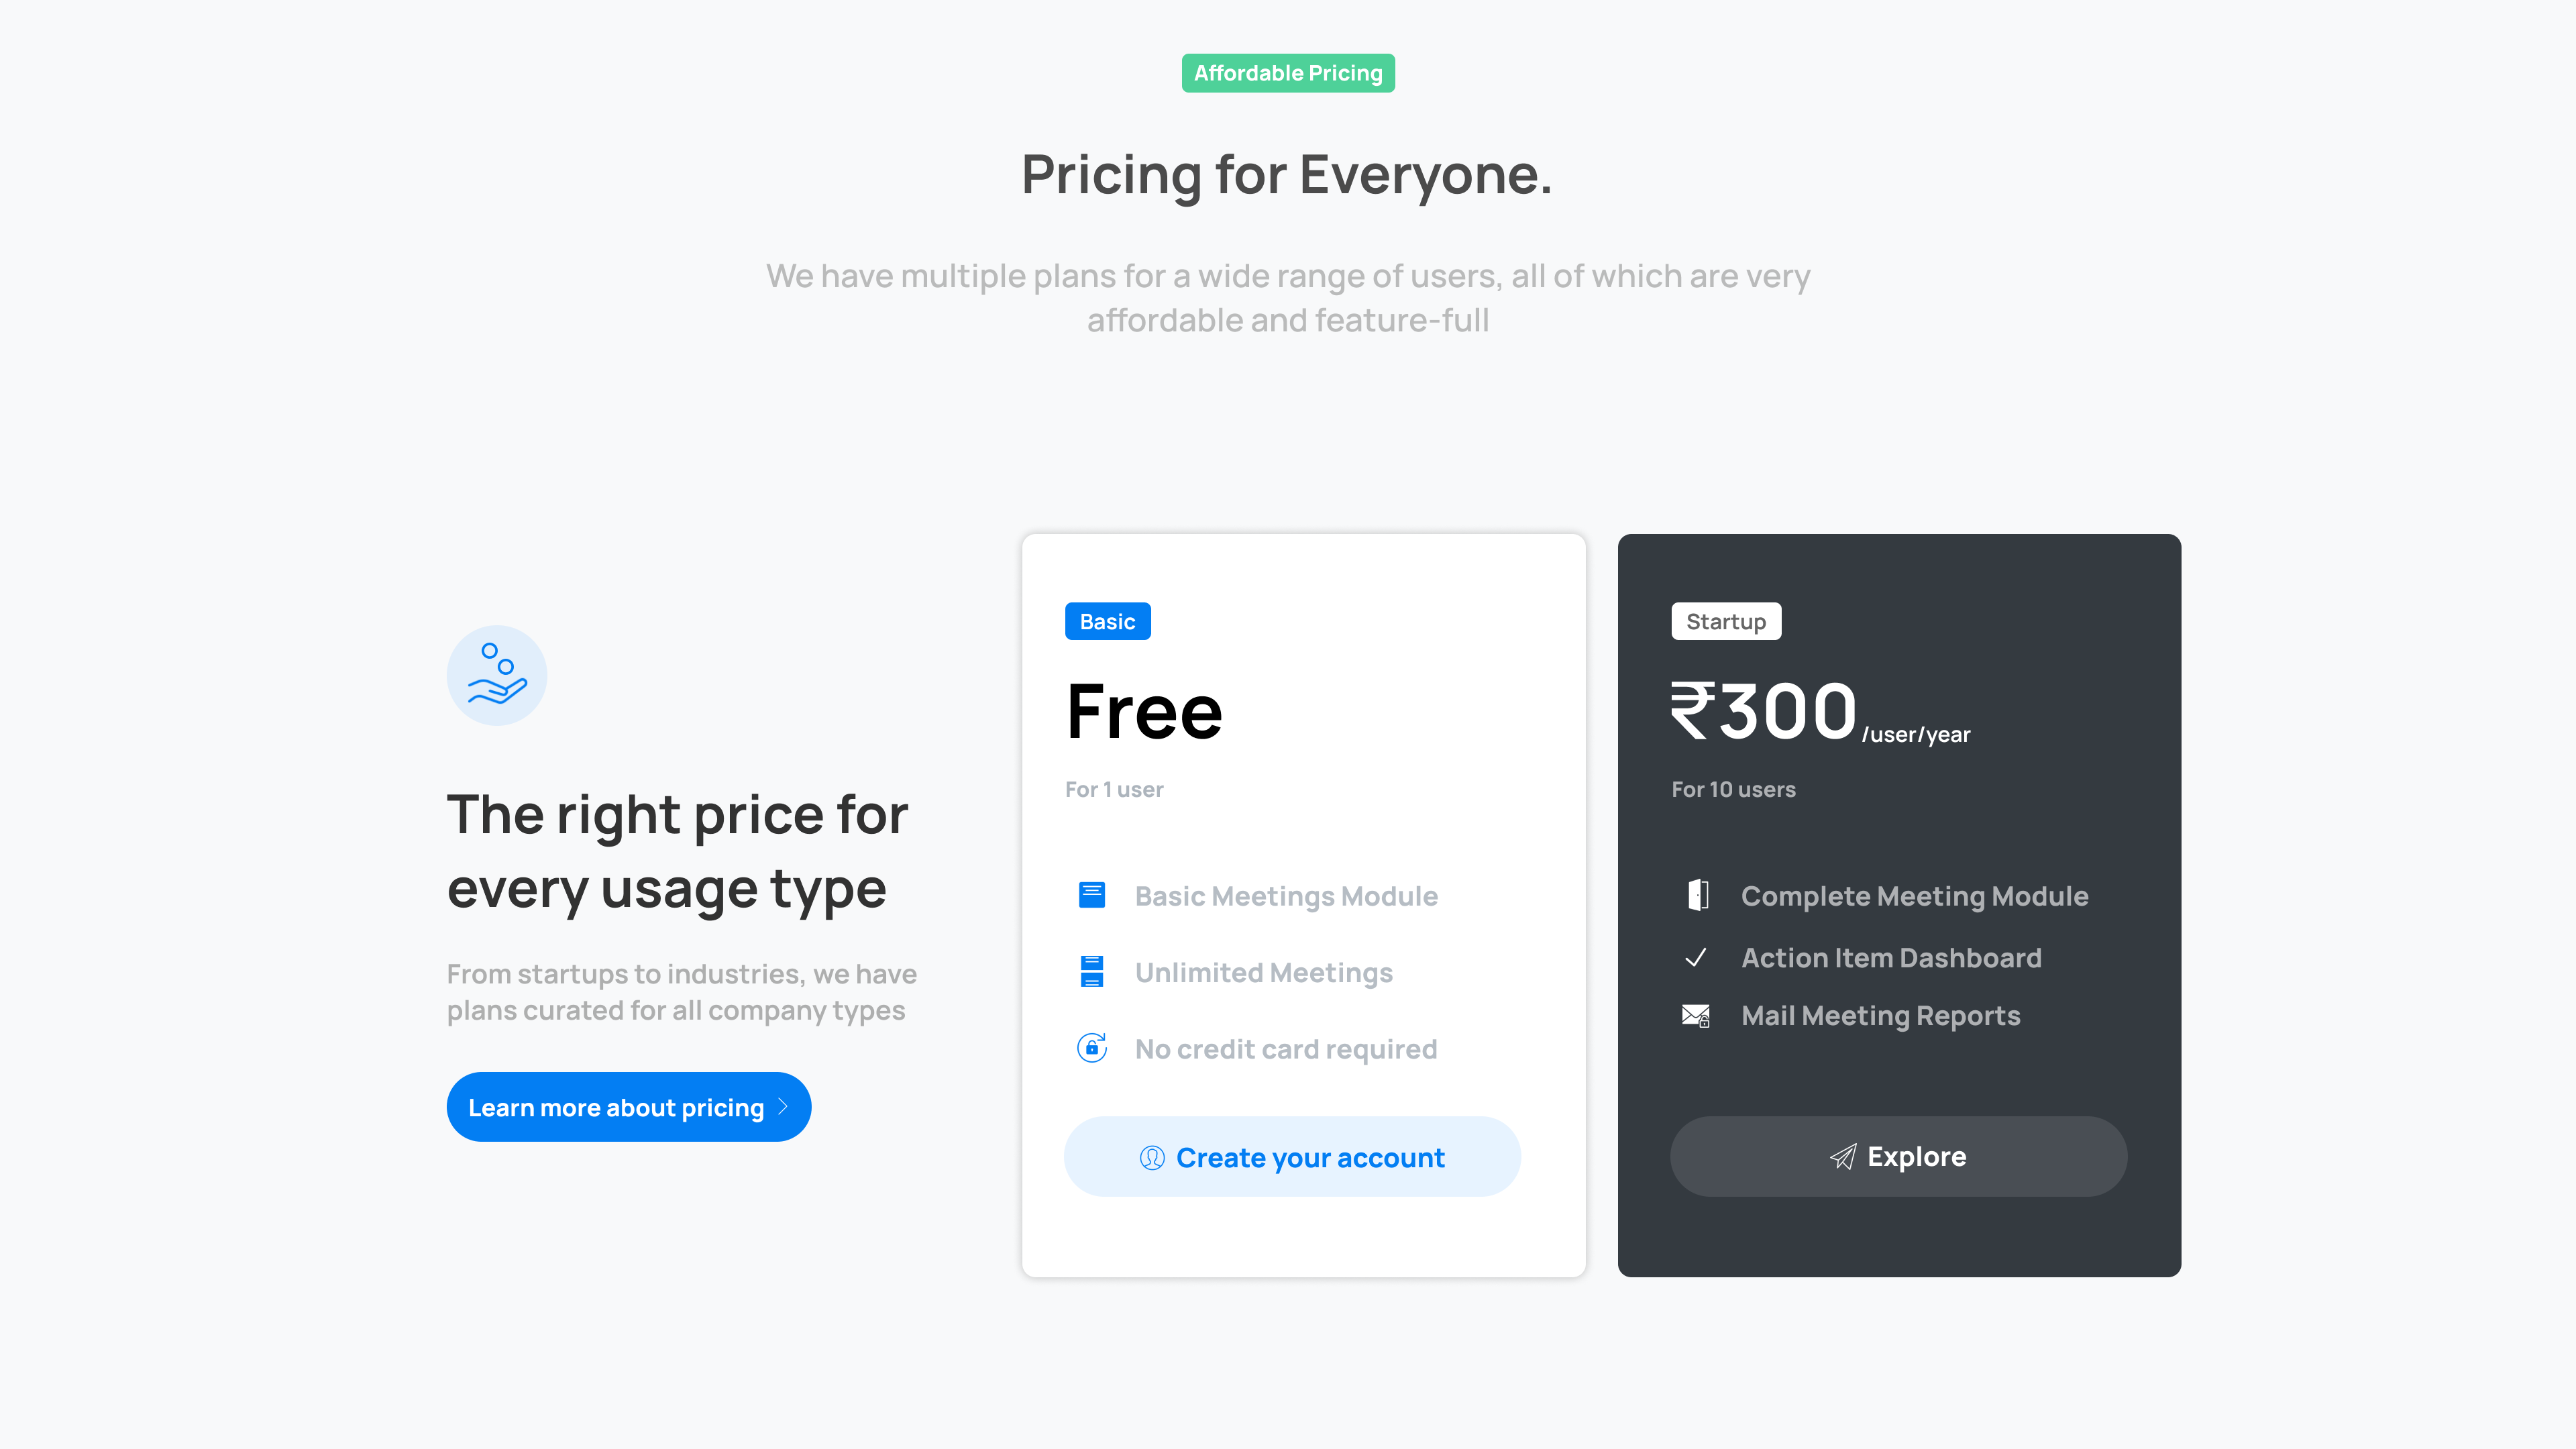 Affordable Pricing
Pricing for Everyone.
We have multiple plans for a wide range of users, all of which are very
affordable and feature-full
The right price for
every usage type
From startups to industries, we have
plans curated for all company types
Learn more about pricing
Basic
Free
For 1 user
Basic Meetings Module
Unlimited Meetings
No credit card required
Create your account
Startup
₹300 /user/year
For 10 users
Complete Meeting Module
Action Item Dashboard
Mail Meeting Reports
Explore